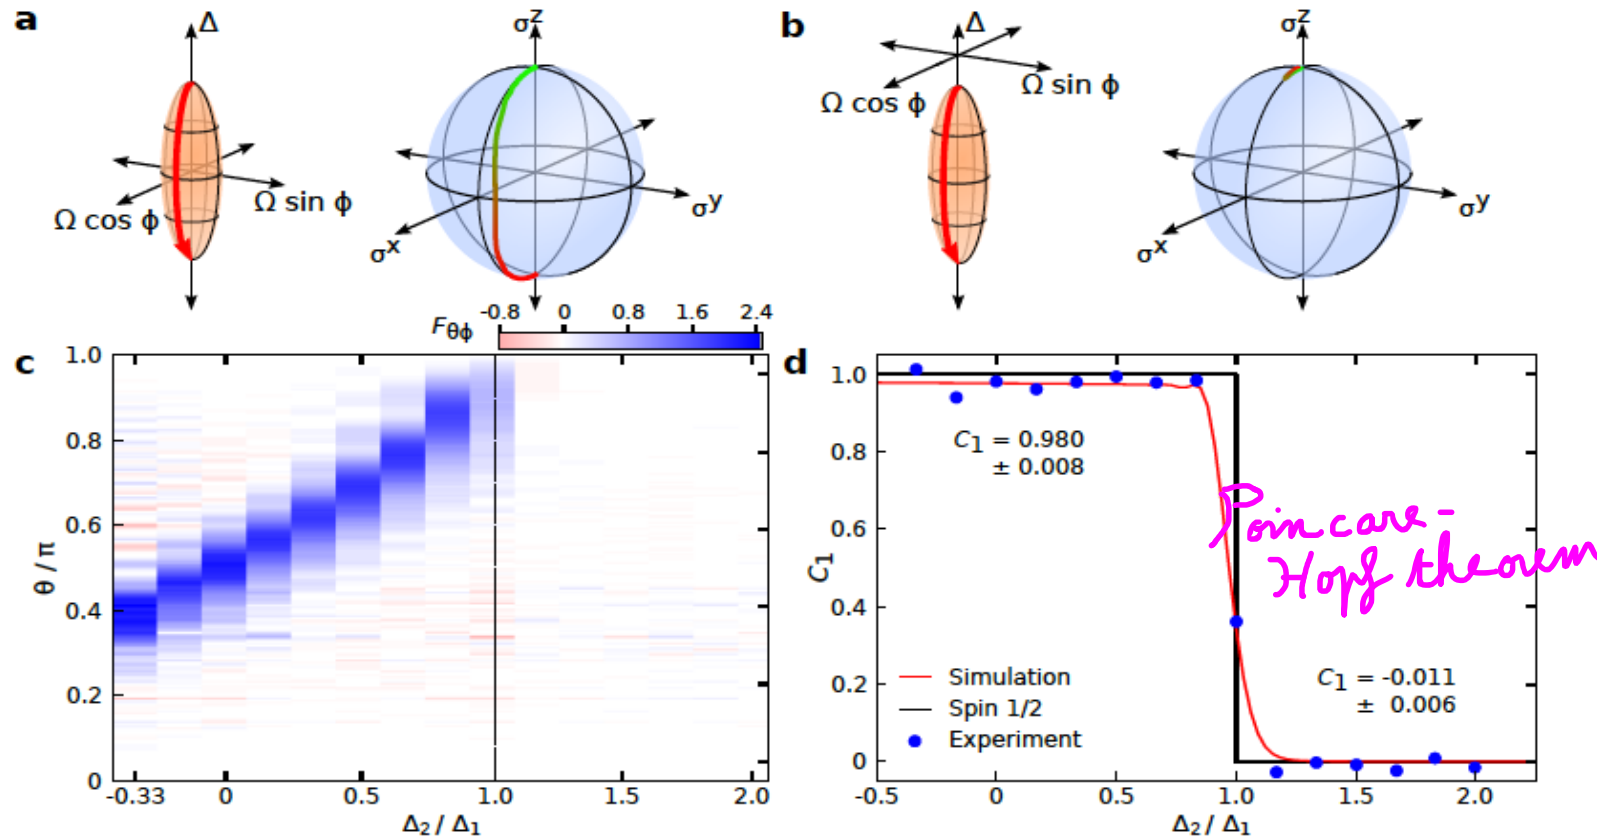 a
Δ
Ω cos ϕ
Ω sin ϕ
σz
σx
σy
b
Δ
Ω cos ϕ
Ω sin ϕ
σz
σx
σy
Fθϕ
-0.8 0 0.8 1.6 2.4
c
1.0
0.8
0.6
0.4
0.2
0
θ / π
-0.33 0 0.5 1.0 1.5 2.0
Δ2 / Δ1
d
1.0
0.8
0.6
0.4
0.2
0
C1
C1 = 0.980
± 0.008
Poincare-
Hopf theorem
C1 = -0.011
± 0.006
Simulation
Spin 1/2
Experiment
-0.5 0 0.5 1.0 1.5 2.0
Δ2 / Δ1